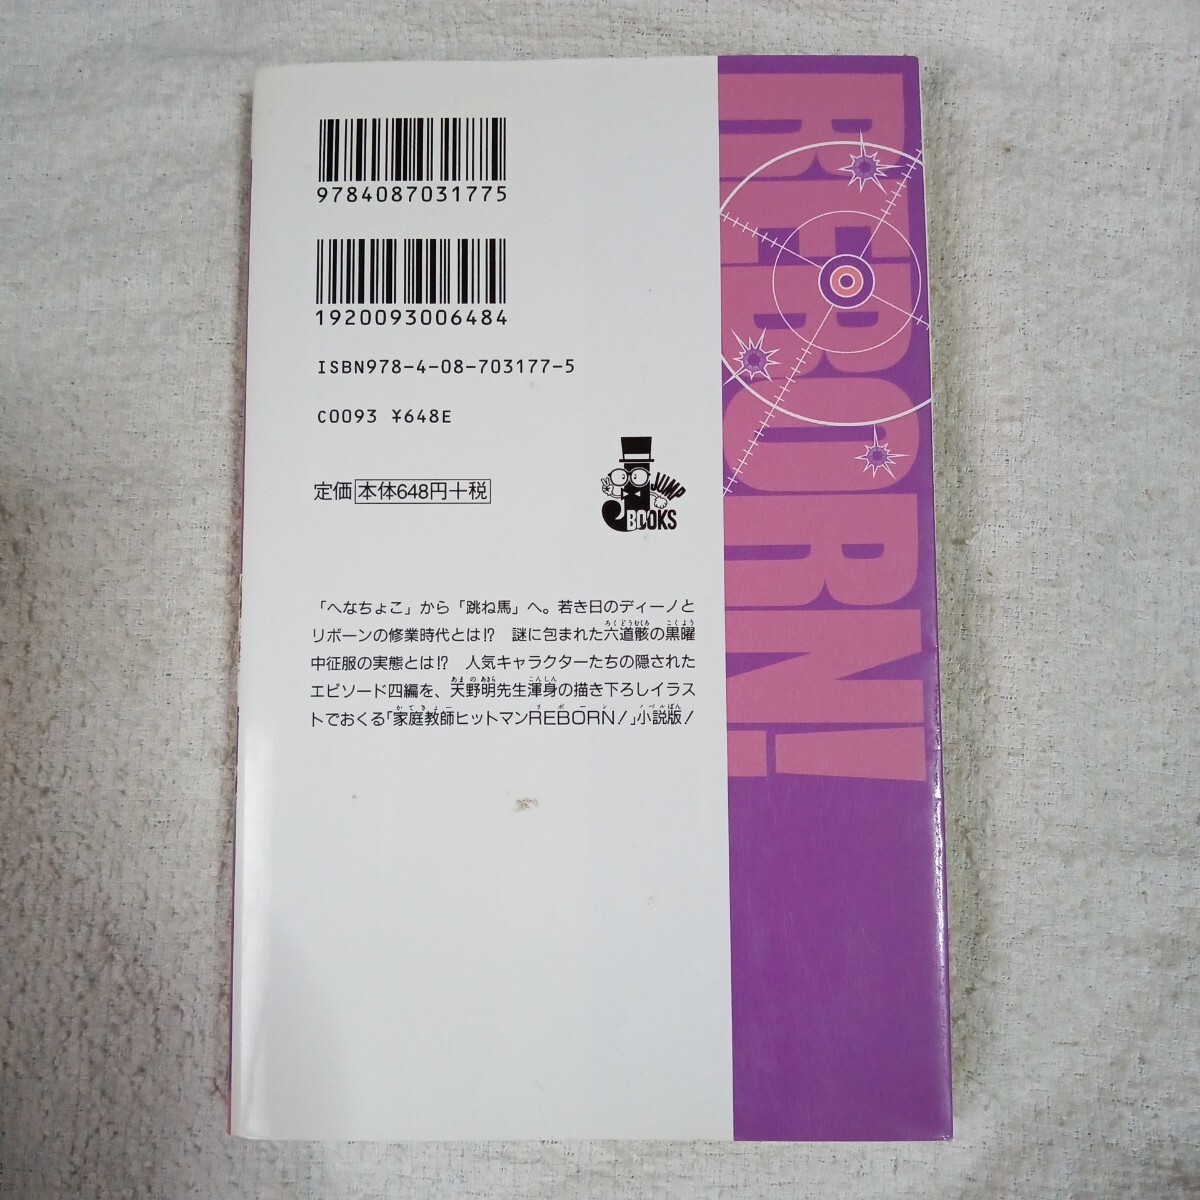 9784087031775
1920093006484
ISBN978-4-08-703177-5
C0093 ¥648E
定価 本体648円+税
JUMP
J BOOKS
「へなちょこ」から「跳ね馬」へ。若き日のディーノと
リボーンの修業時代とは!? 謎に包まれた六道骸の黒曜
中征服の実態とは!? 人気キャラクターたちの隠された
エピソード四編を、天野明先生渾身の描き下ろしイラス
トでおくる「家庭教師ヒットマンREBORN!」小説版!
REBORN!